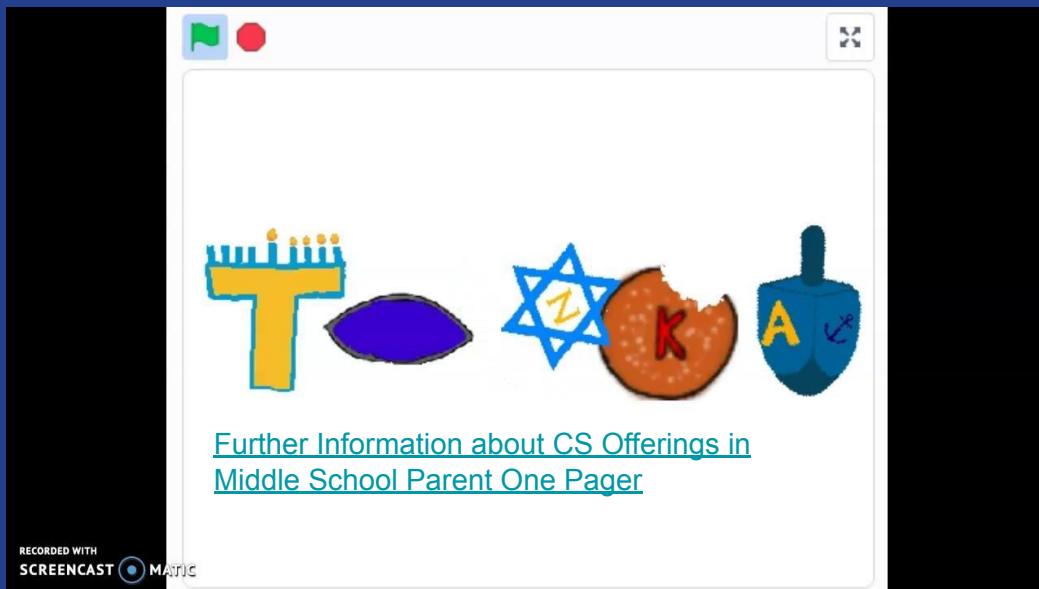 T N K A
Further Information about CS Offerings in
Middle School Parent One Pager
RECORDED WITH
SCREENCAST MATIC